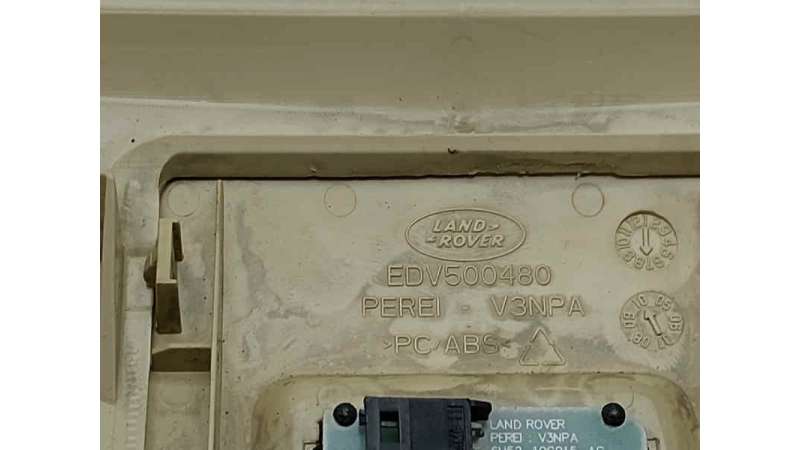 LAND
ROVER
EDV500480
PEREI - V3NPA
>PC/ABS<
LAND ROVER
PEREI : V3NPA